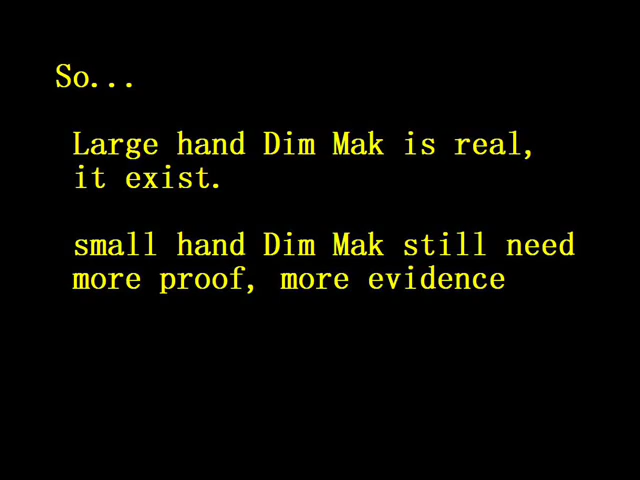 So...
Large hand Dim Mak is real,
it exist.
small hand Dim Mak still need
more proof, more evidence